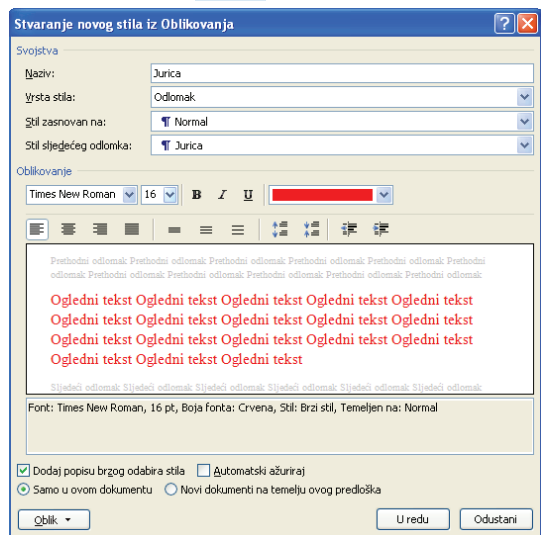 Stvaranje novog stila iz Oblikovanja
Svojstva
Naziv: Jurica
Vrsta stila: Odlomak
Stil zasnovan na: ¶ Normal
Stil sljedećeg odlomka: ¶ Jurica
Oblikovanje
Times New Roman 16 B I U
Prethodni odlomak Prethodni odlomak Prethodni odlomak Prethodni odlomak Prethodni
odlomak Prethodni odlomak Prethodni odlomak Prethodni odlomak Prethodni odlomak
Ogledni tekst Ogledni tekst Ogledni tekst Ogledni tekst Ogledni tekst
Ogledni tekst Ogledni tekst Ogledni tekst Ogledni tekst Ogledni tekst
Ogledni tekst Ogledni tekst Ogledni tekst Ogledni tekst Ogledni tekst
Ogledni tekst Ogledni tekst Ogledni tekst
Sljedeći odlomak Sljedeći odlomak Sljedeći odlomak Sljedeći odlomak Sljedeći odlomak
Font: Times New Roman, 16 pt, Boja fonta: Crvena, Stil: Brzi stil, Temeljen na: Normal
Dodaj popisu brzog odabira stila Automatski ažuriraj
Samo u ovom dokumentu Novi dokumenti na temelju ovog predloška
Oblik U redu Odustani